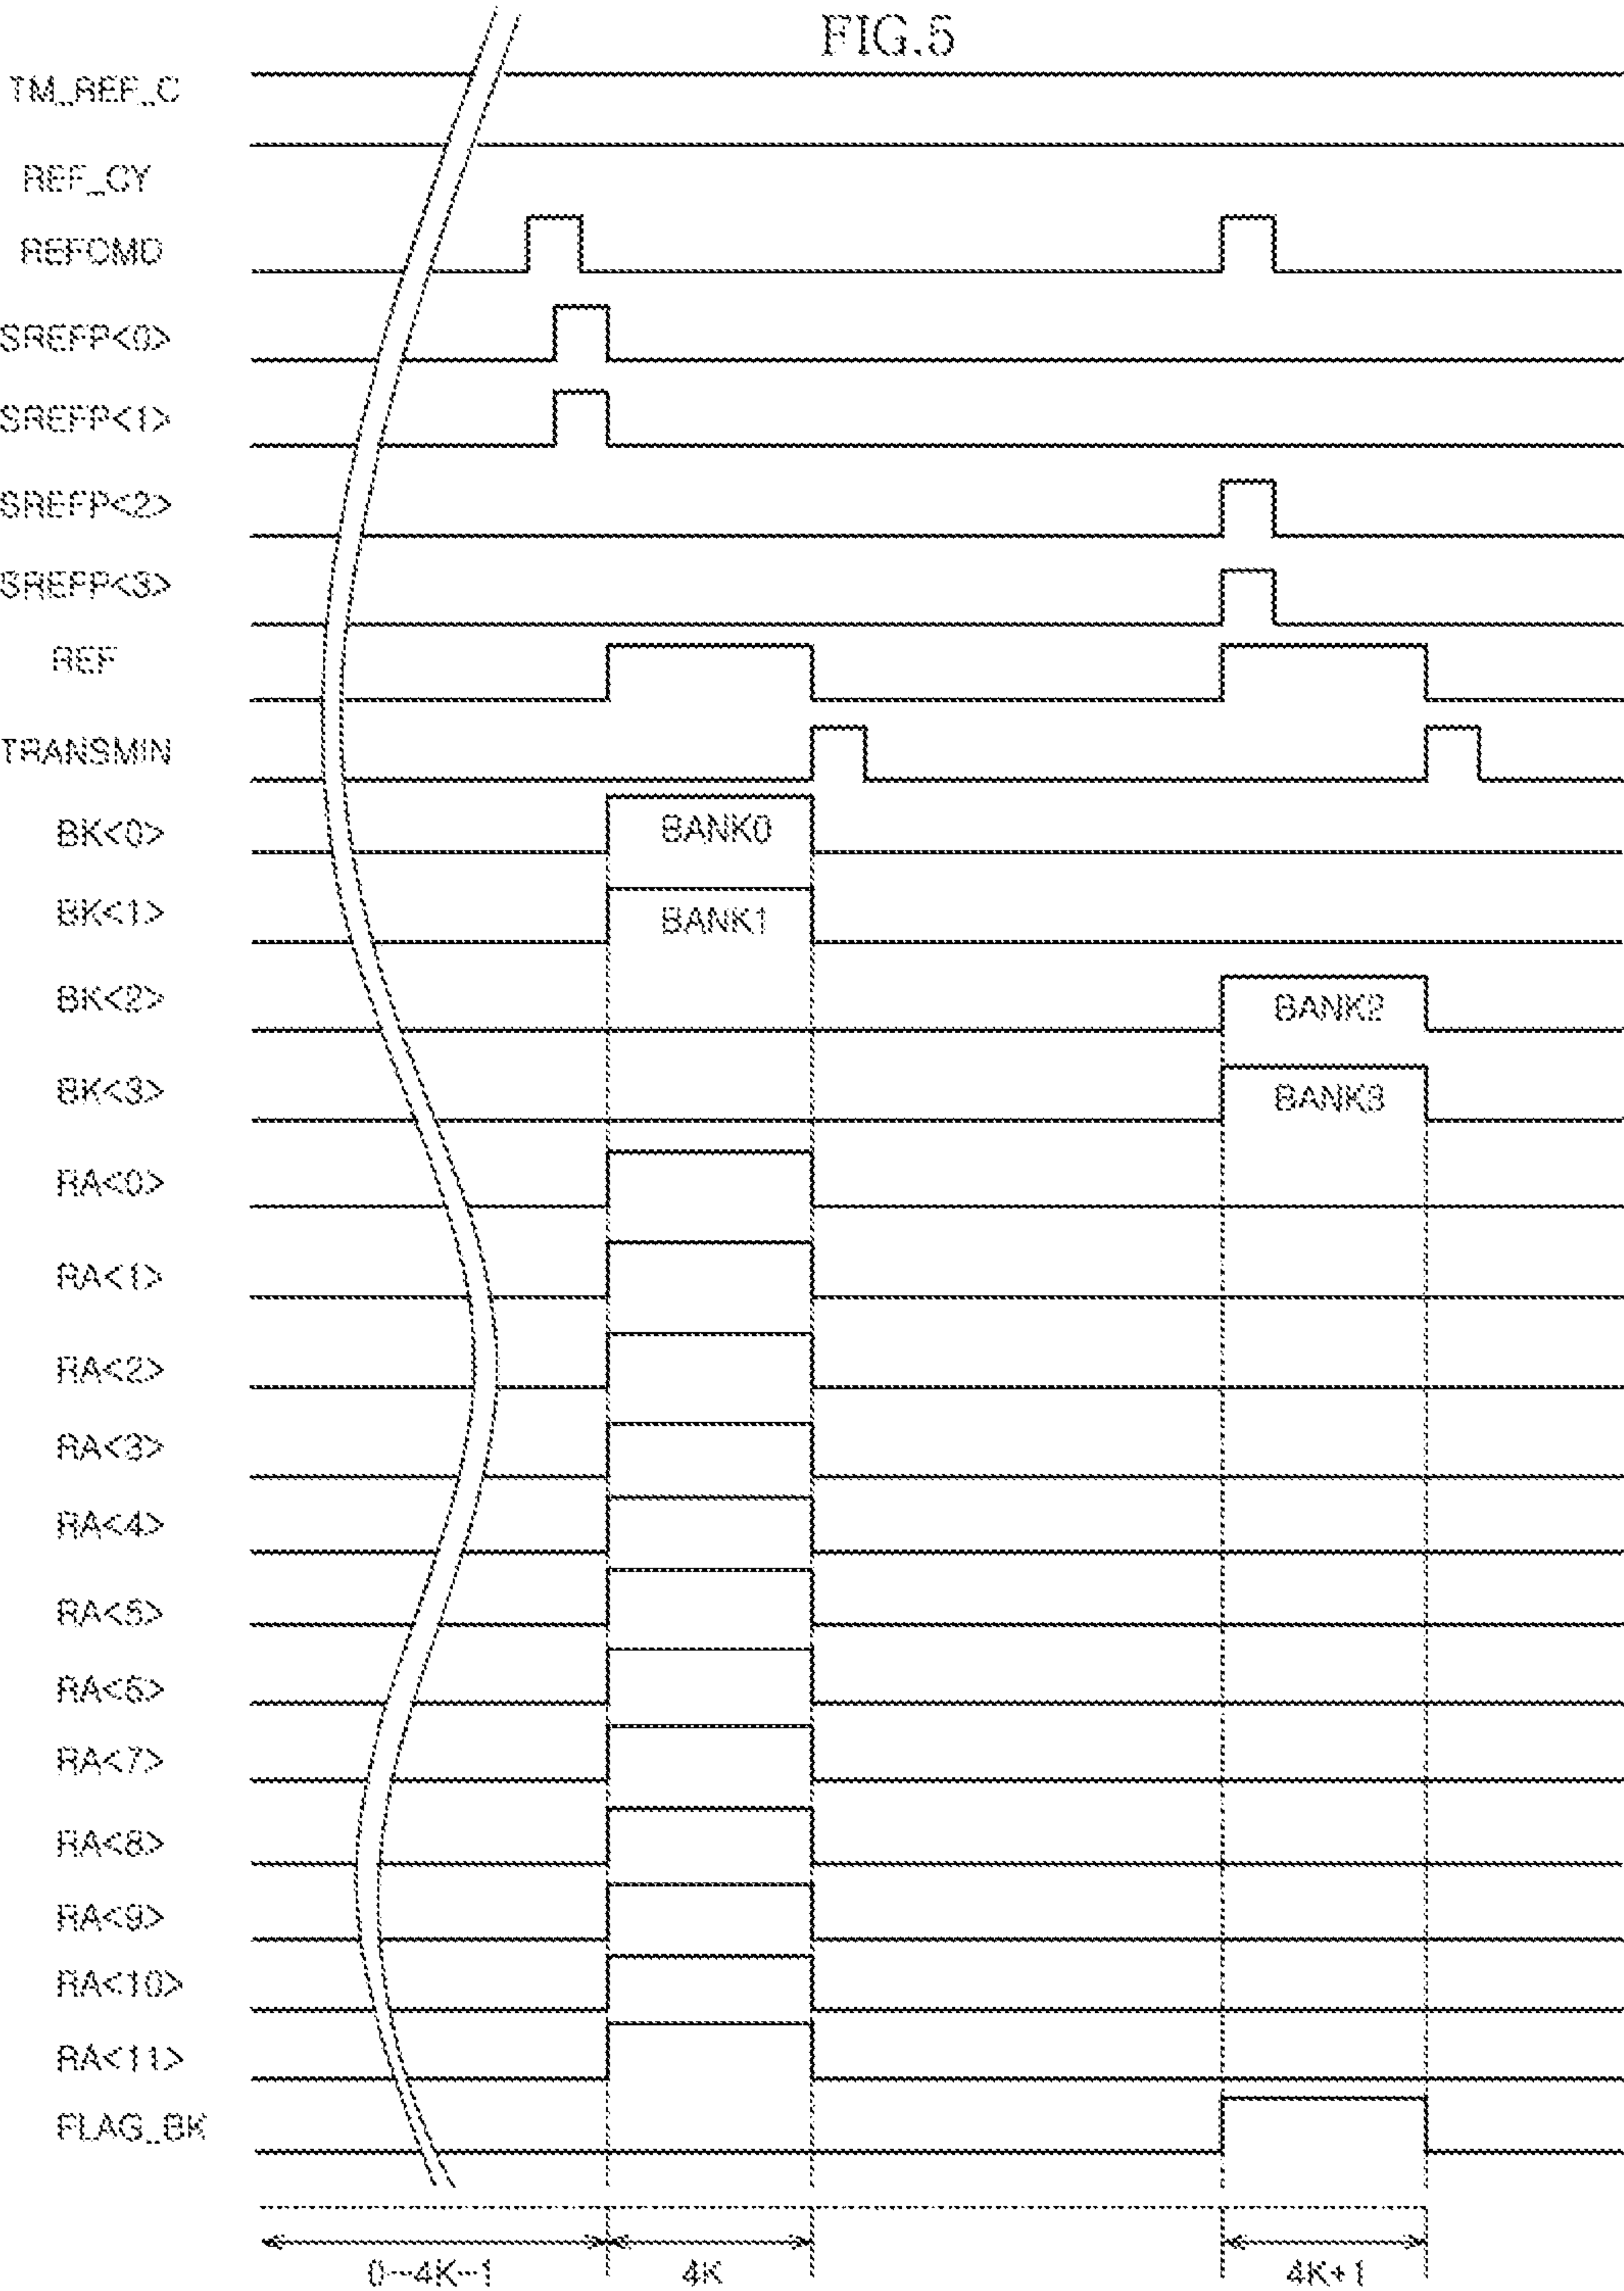 FIG.5
TM_REF_C
REF_CY
REFCMD
SREFP<0>
SREFP<1>
SREFP<2>
SREFP<3>
REF
TRANSMIN
BK<0> BANK0
BK<1> BANK1
BK<2> BANK2
BK<3> BANK3
RA<0>
RA<1>
RA<2>
RA<3>
RA<4>
RA<5>
RA<6>
RA<7>
RA<8>
RA<9>
RA<10>
RA<11>
FLAG_BK
0~4K-1 4K 4K+1